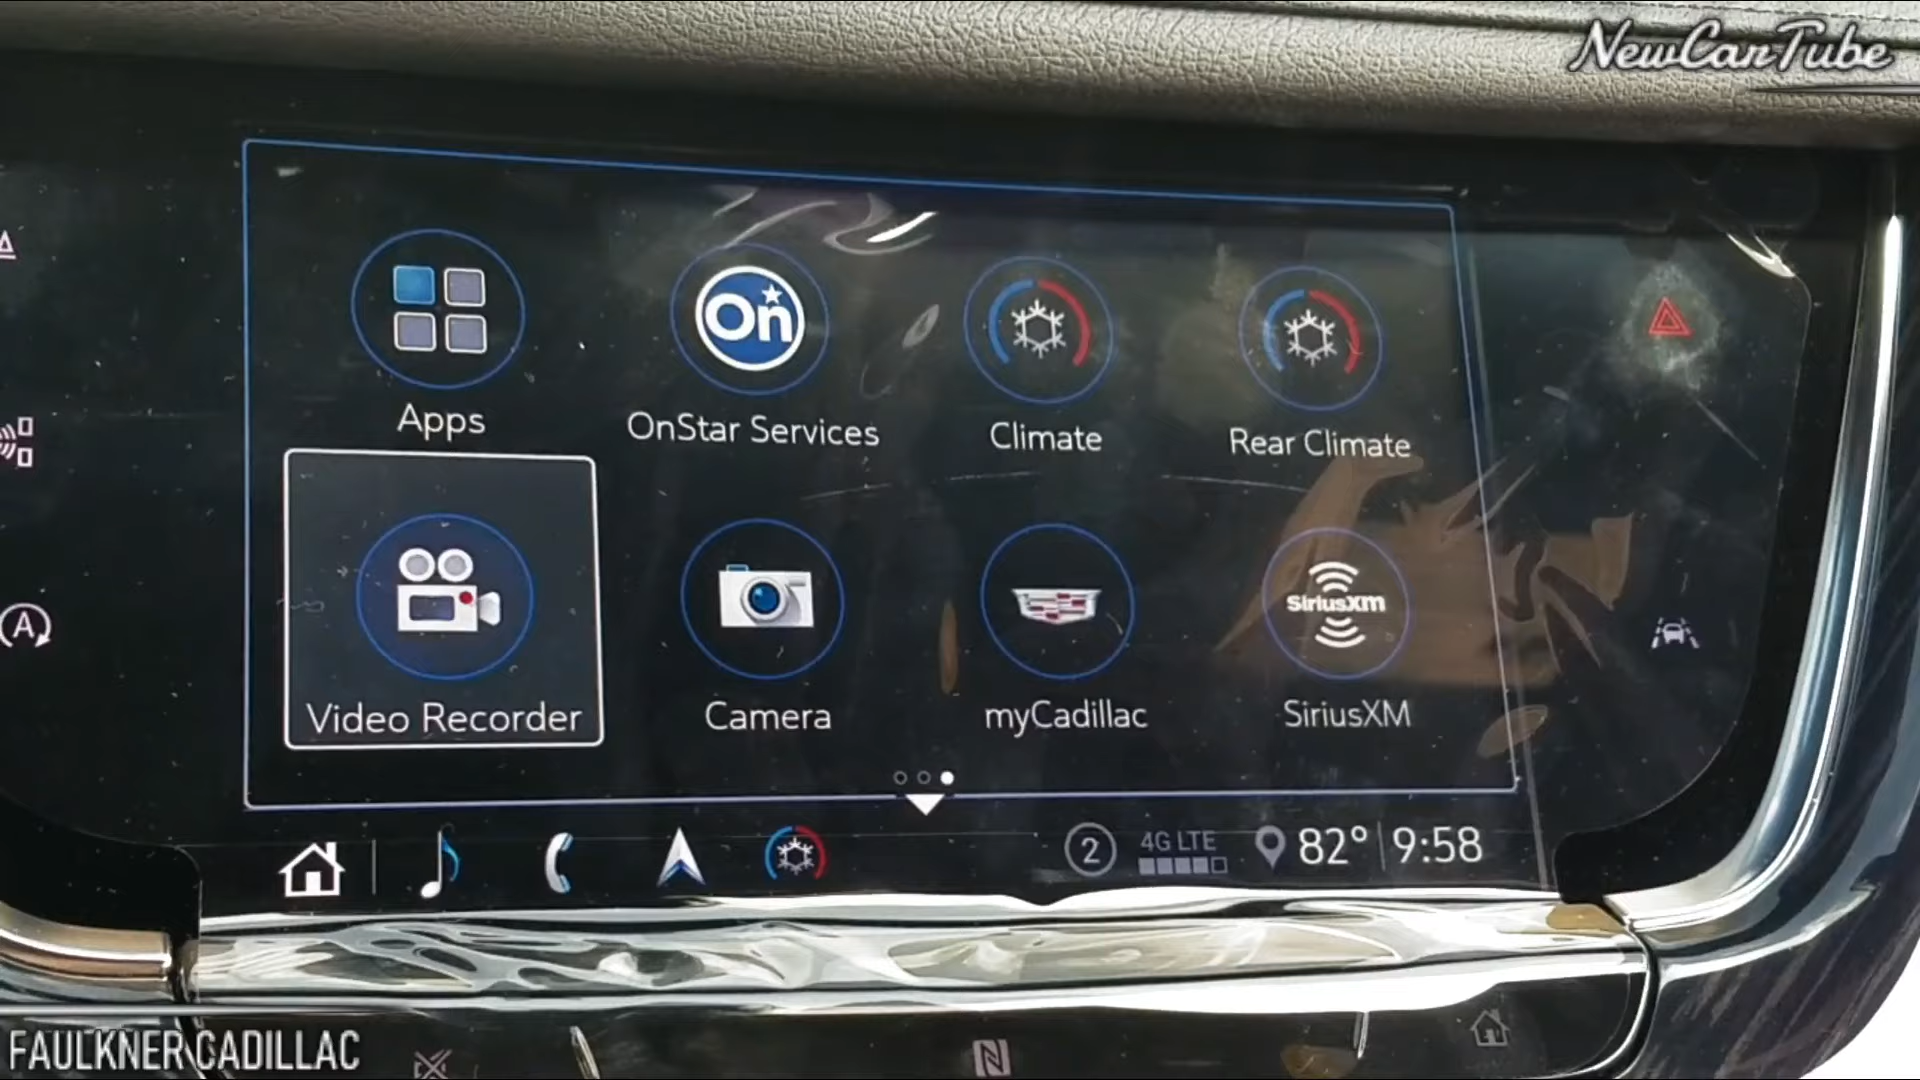 NewCarTube
On
Apps
OnStar Services
Climate
Rear Climate
SiriusXm
Video Recorder
Camera
myCadillac
SiriusXM
A
2
4G LTE
82°
9:58
FAULKNER CADILLAC
N